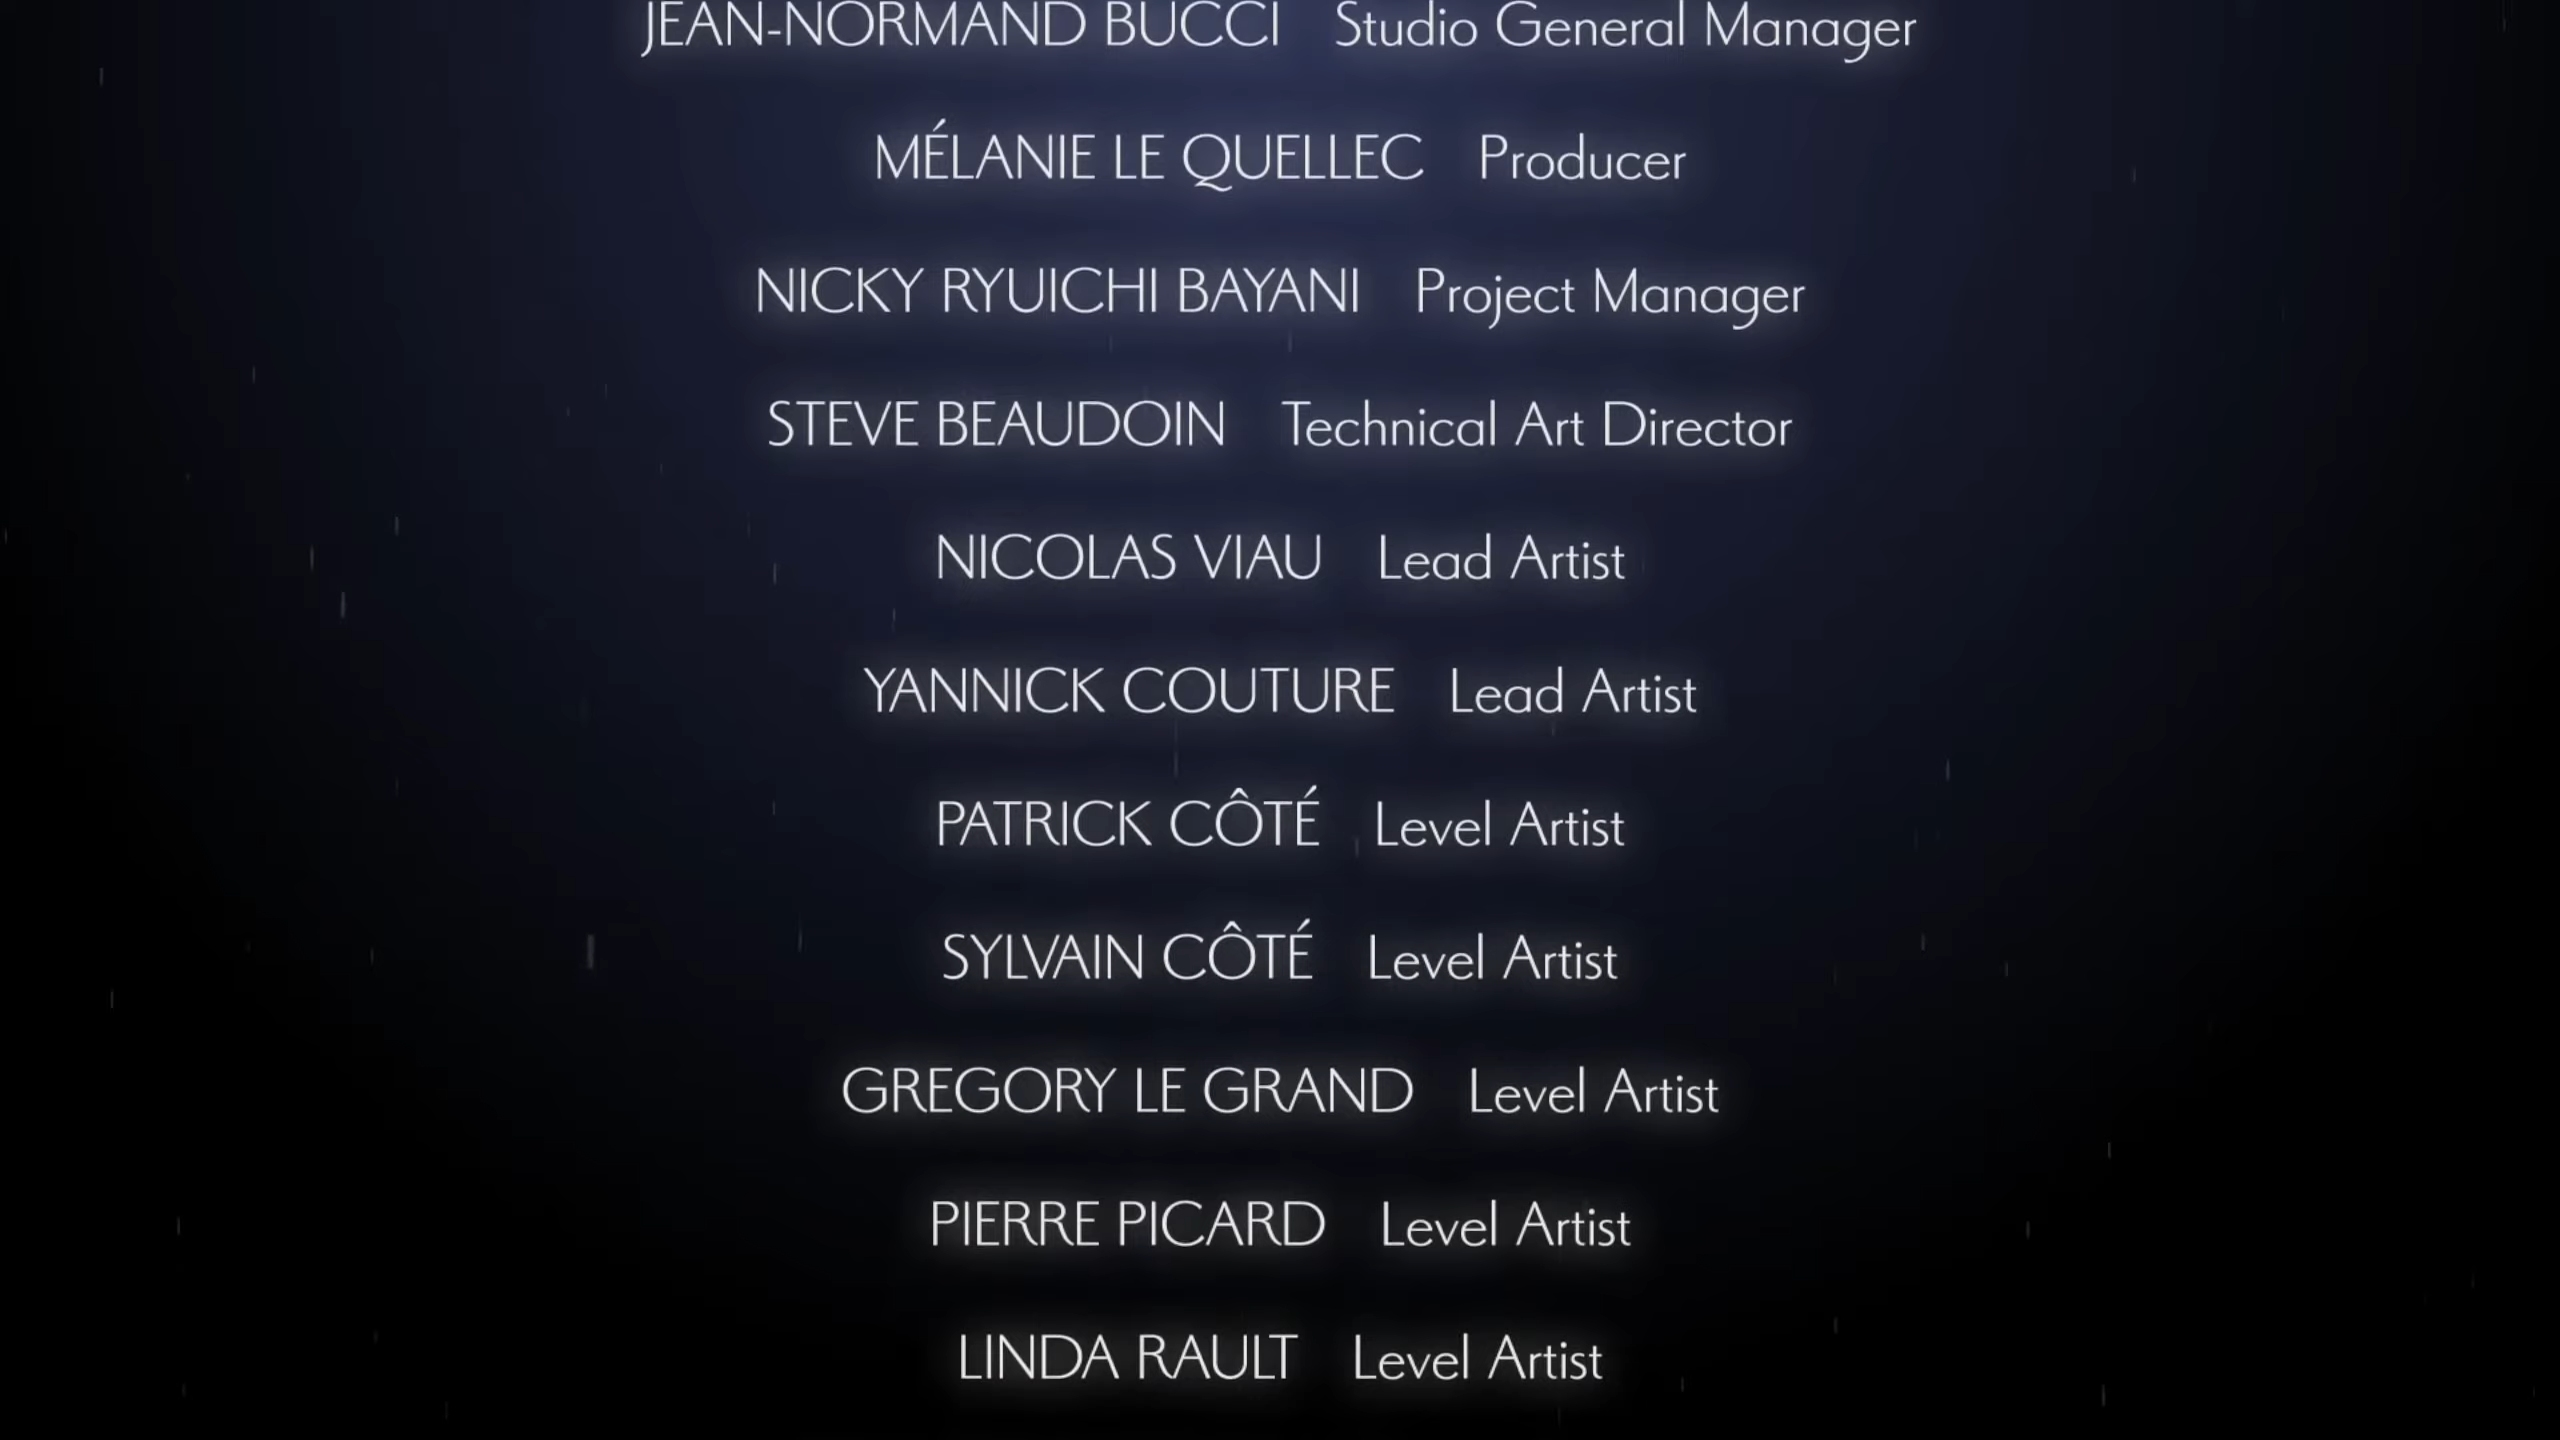 JEAN-NORMAND BUCCI Studio General Manager
MÉLANIE LE QUELLEC Producer
NICKY RYUICHI BAYANI Project Manager
STEVE BEAUDOIN Technical Art Director
NICOLAS VIAU Lead Artist
YANNICK COUTURE Lead Artist
PATRICK CÔTÉ Level Artist
SYLVAIN CÔTÉ Level Artist
GREGORY LE GRAND Level Artist
PIERRE PICARD Level Artist
LINDA RAULT Level Artist